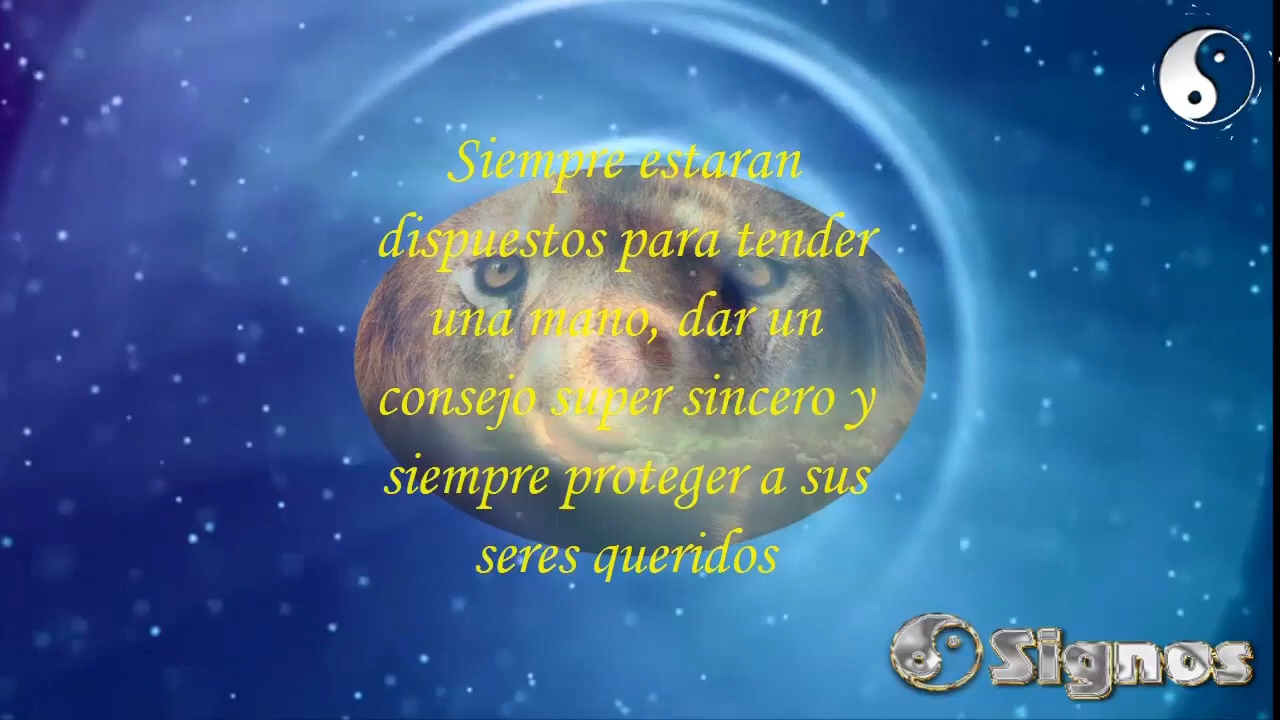 Siempre estaran
dispuestos para tender
una mano, dar un
consejo super sincero y
siempre proteger a sus
seres queridos
Signos